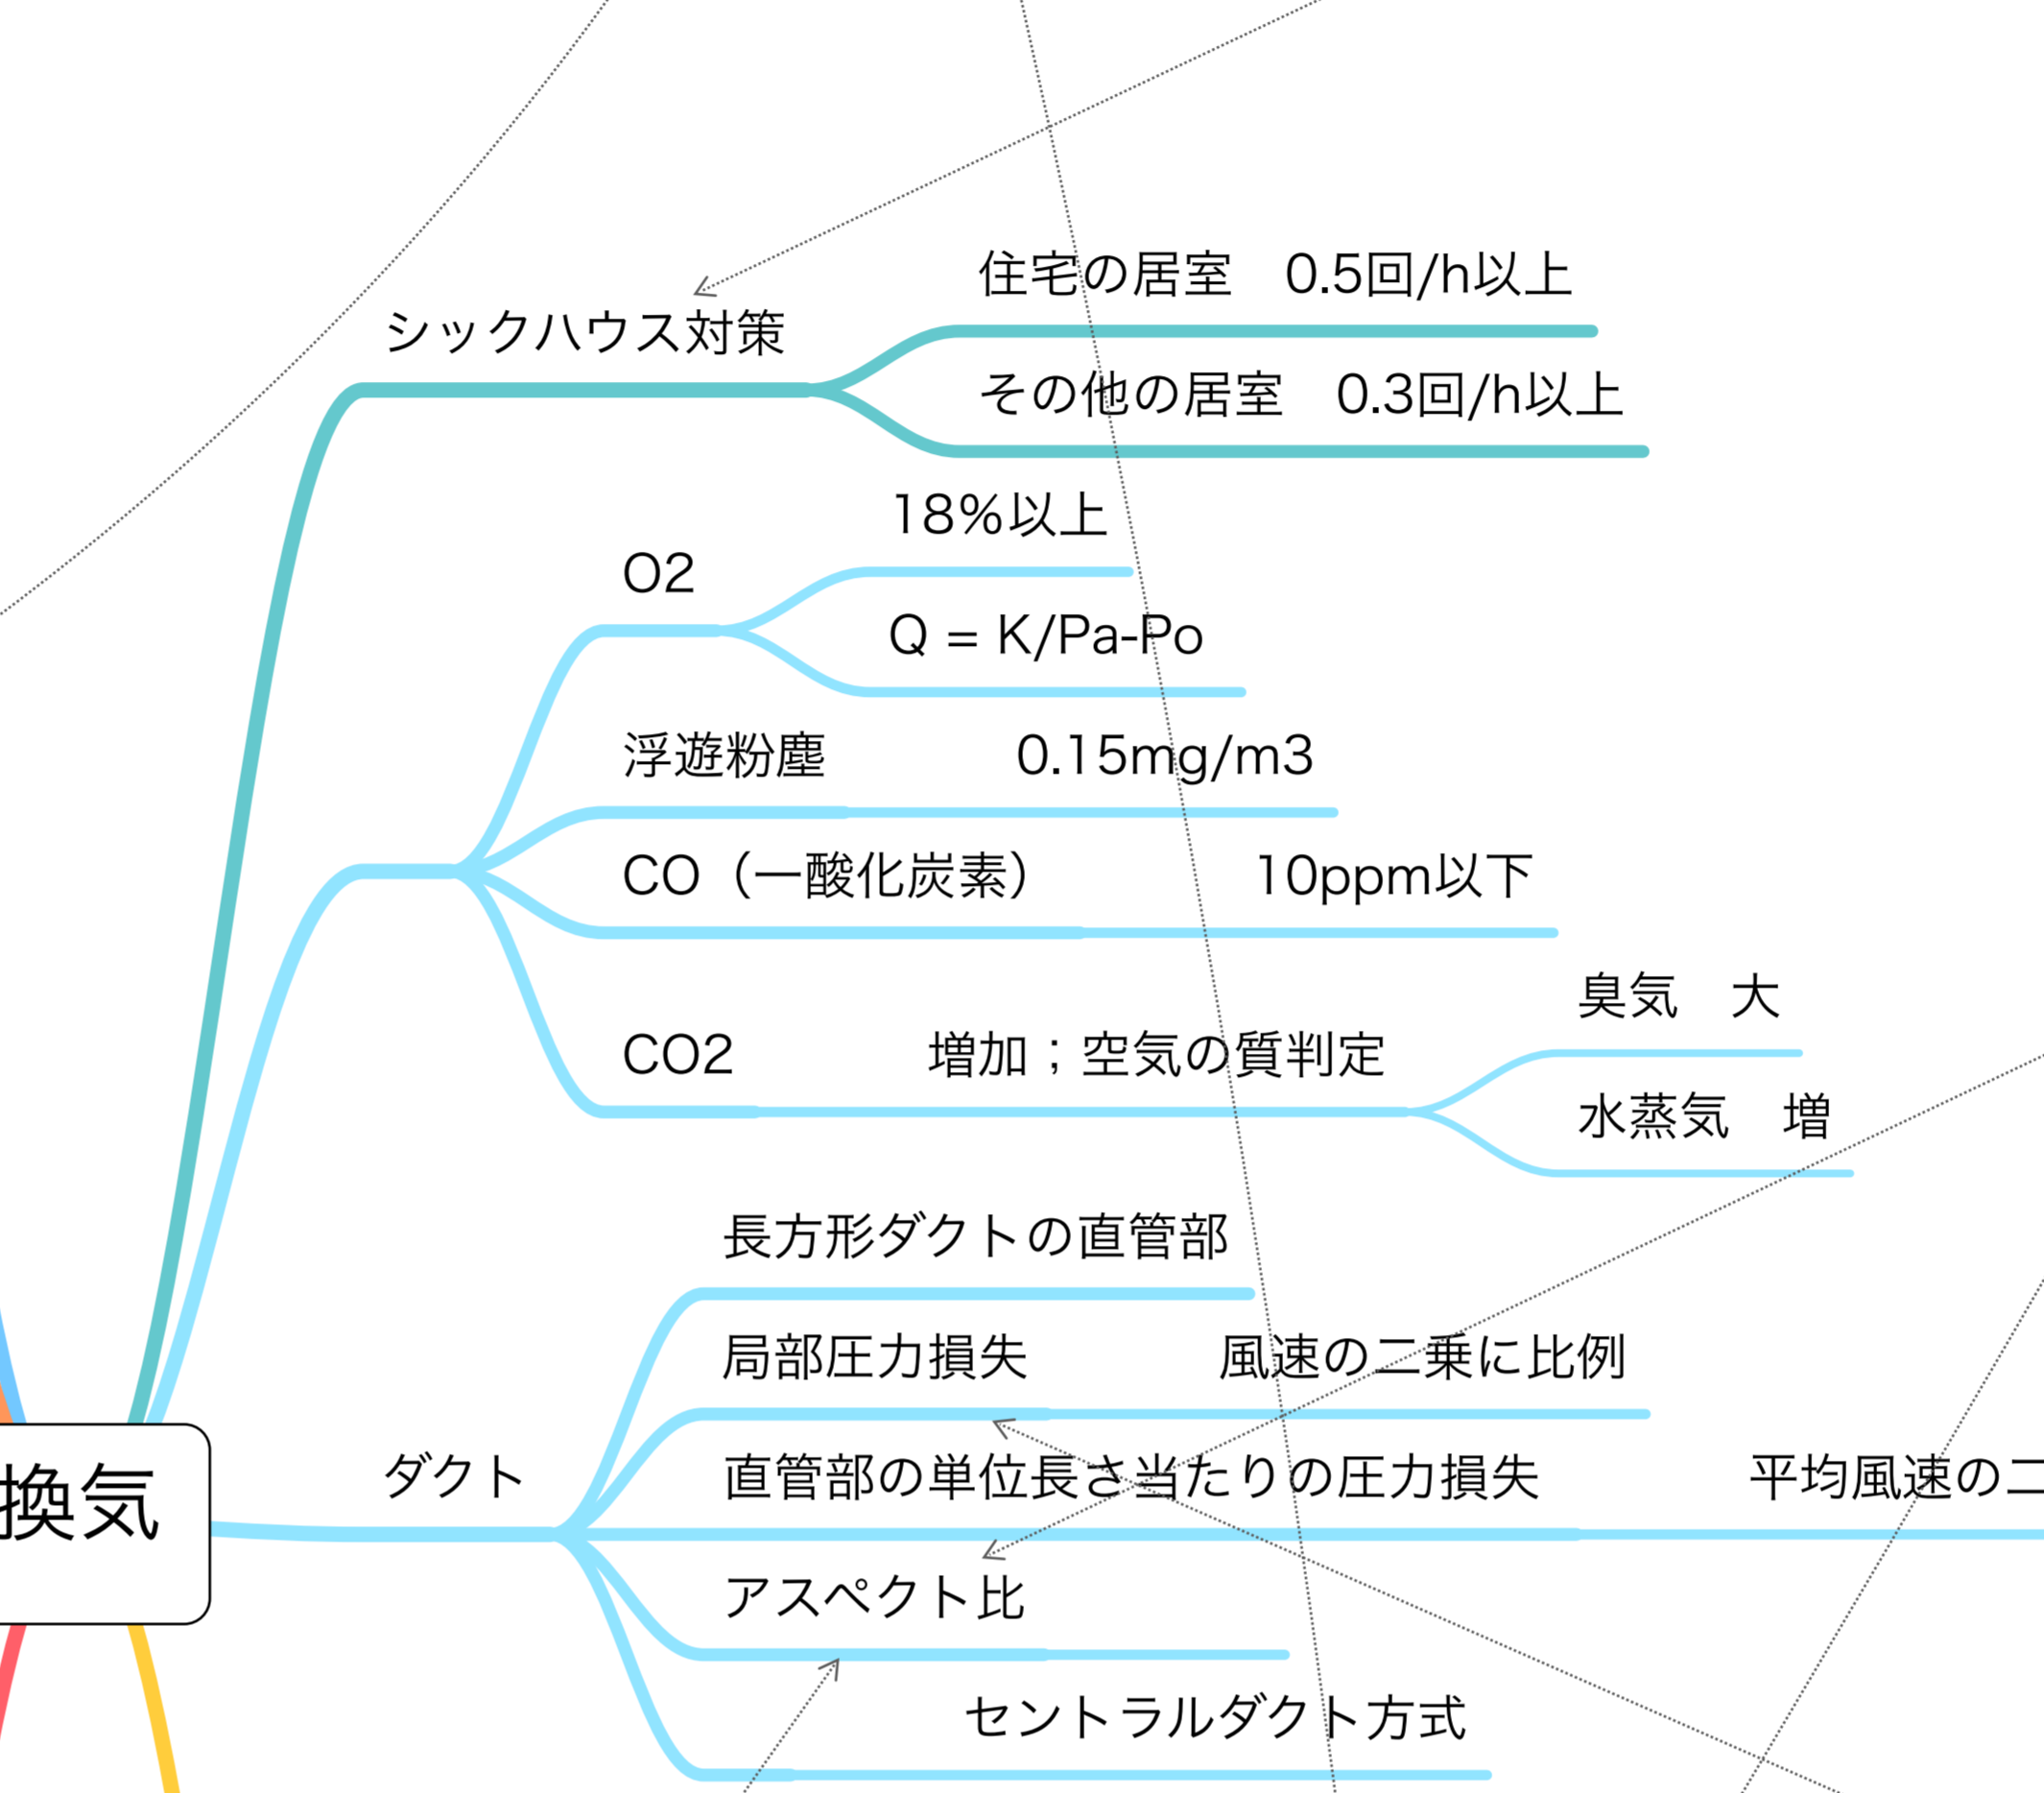 住宅の居室　0.5回/h以上
シックハウス対策
その他の居室　0.3回/h以上
18%以上
O2
Q = K/Pa-Po
浮遊粉塵
0.15mg/m3
CO（一酸化炭素）
10ppm以下
臭気　大
CO2
増加；空気の質判定
水蒸気　増
長方形ダクトの直管部
局部圧力損失
風速の二乗に比例
換気
ダクト
直管部の単位長さ当たりの圧力損失
平均風速の二
アスペクト比
セントラルダクト方式